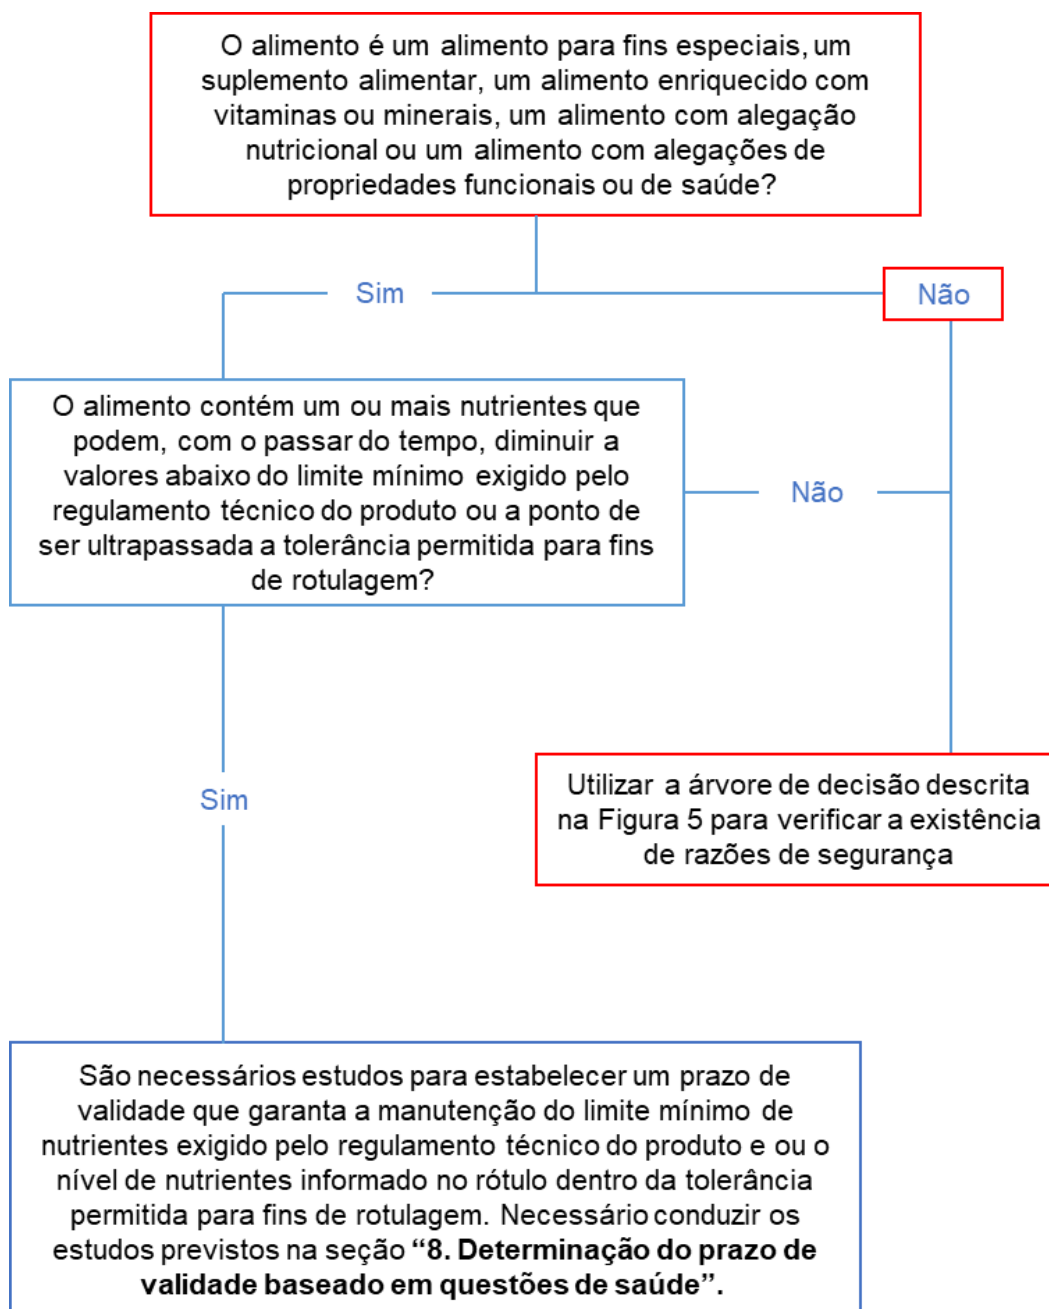 O alimento é um alimento para fins especiais, um
suplemento alimentar, um alimento enriquecido com
vitaminas ou minerais, um alimento com alegação
nutricional ou um alimento com alegações de
propriedades funcionais ou de saúde?
Sim
Não
O alimento contém um ou mais nutrientes que
podem, com o passar do tempo, diminuir a
valores abaixo do limite mínimo exigido pelo
regulamento técnico do produto ou a ponto de
ser ultrapassada a tolerância permitida para fins
de rotulagem?
Não
Sim
Utilizar a árvore de decisão descrita
na Figura 5 para verificar a existência
de razões de segurança
São necessários estudos para estabelecer um prazo de
validade que garanta a manutenção do limite mínimo de
nutrientes exigido pelo regulamento técnico do produto e ou o
nível de nutrientes informado no rótulo dentro da tolerância
permitida para fins de rotulagem. Necessário conduzir os
estudos previstos na seção “8. Determinação do prazo de
validade baseado em questões de saúde”.